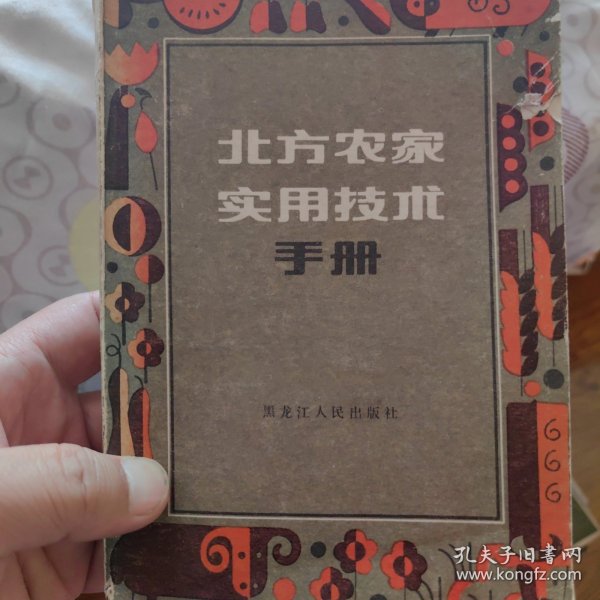 北方农家
实用技术
手册
黑龙江人民出版社
孔夫子旧书网
www.kongfz.com